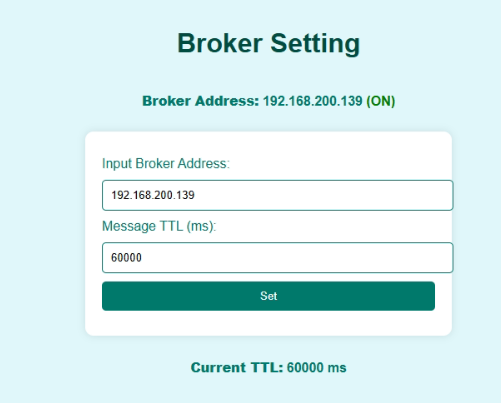 Broker Setting
Broker Address: 192.168.200.139 (ON)
Input Broker Address:
192.168.200.139
Message TTL (ms):
60000
Set
Current TTL: 60000 ms